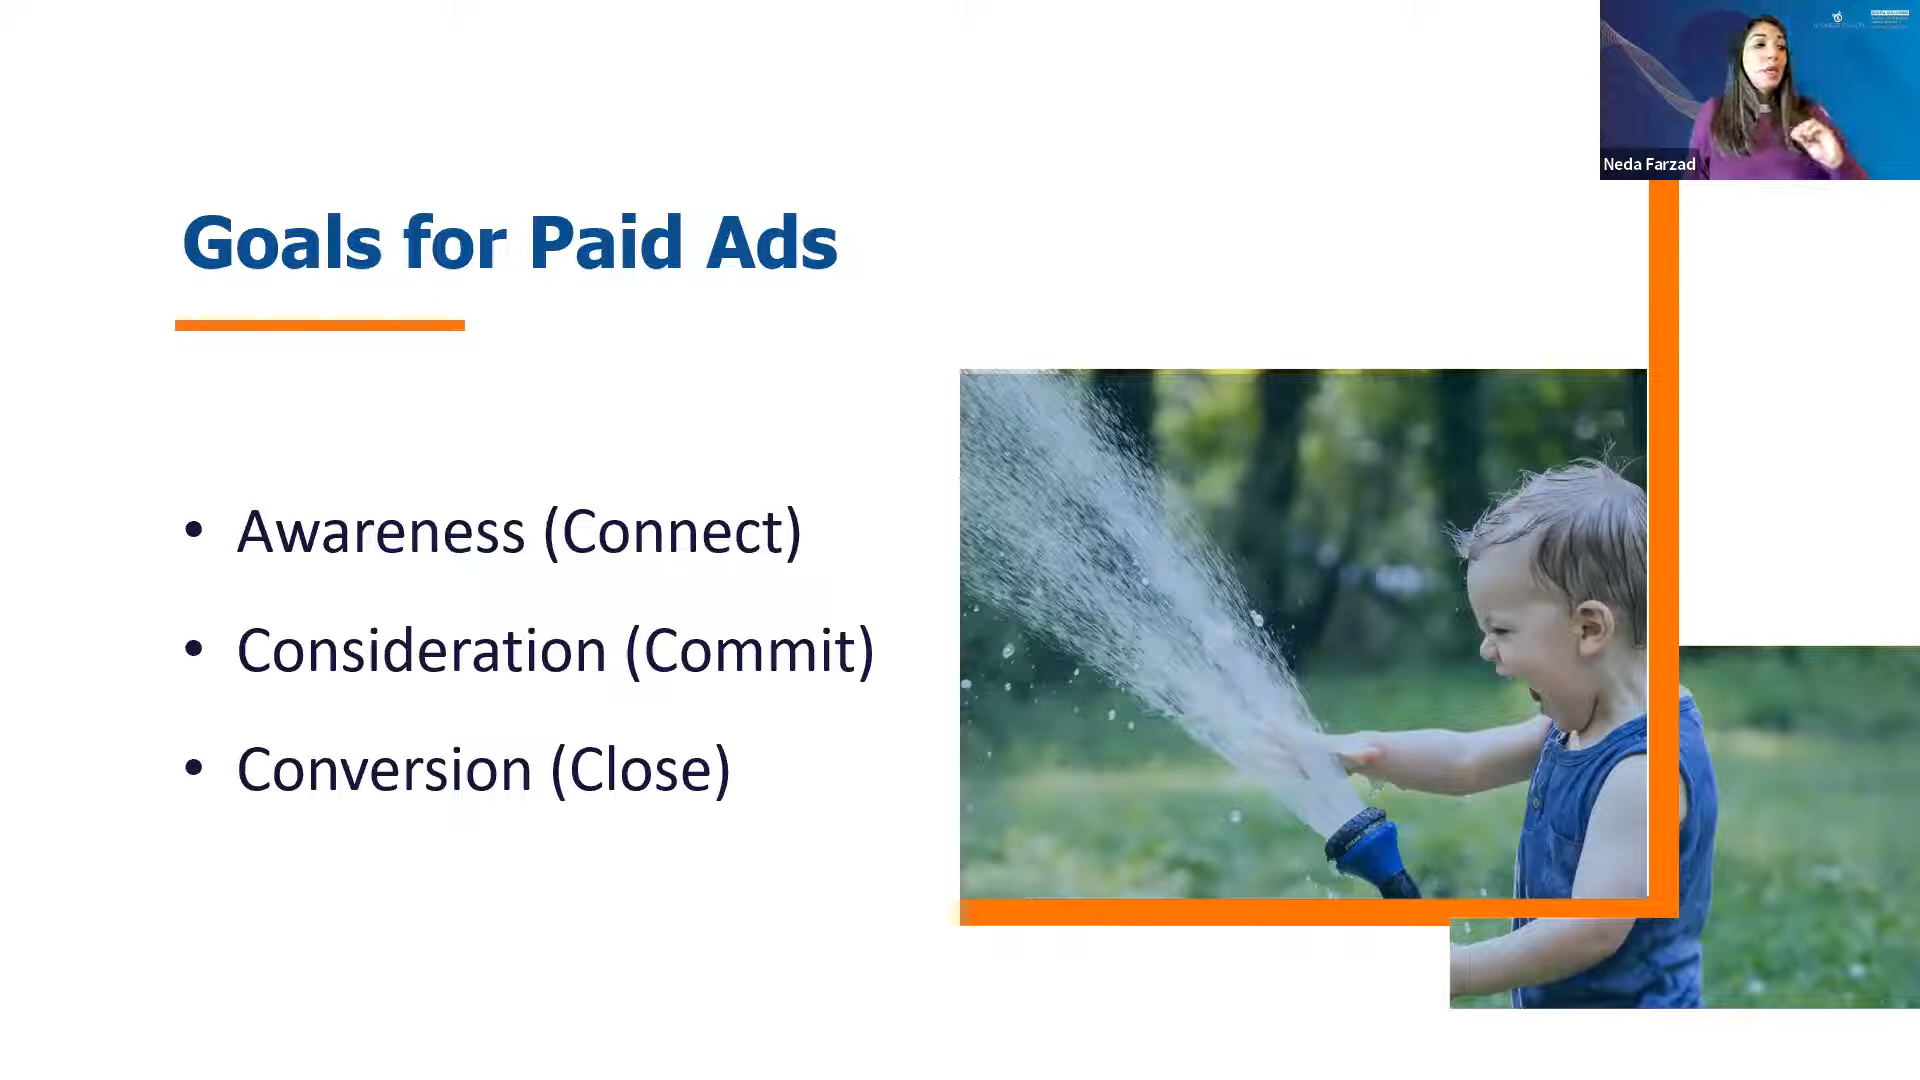 Neda Farzad
Goals for Paid Ads
• Awareness (Connect)
• Consideration (Commit)
• Conversion (Close)